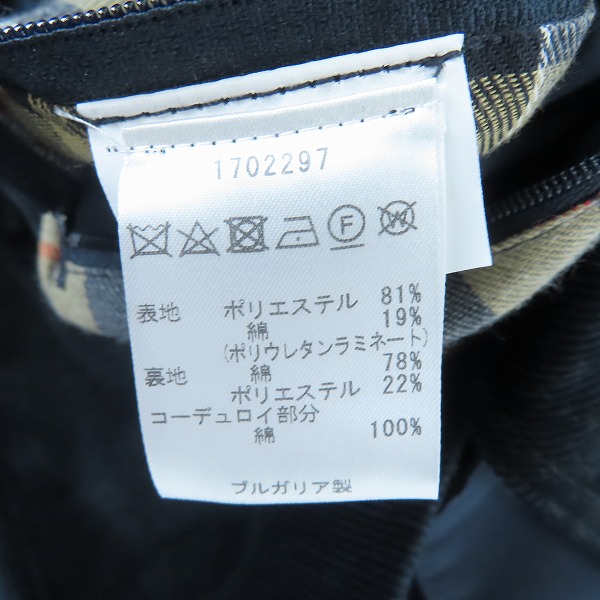 1702297
F W
表地 ポリエステル 81%
綿 19%
(ポリウレタンラミネート)
裏地 綿 78%
ポリエステル 22%
コーデュロイ部分
綿 100%
ブルガリア製